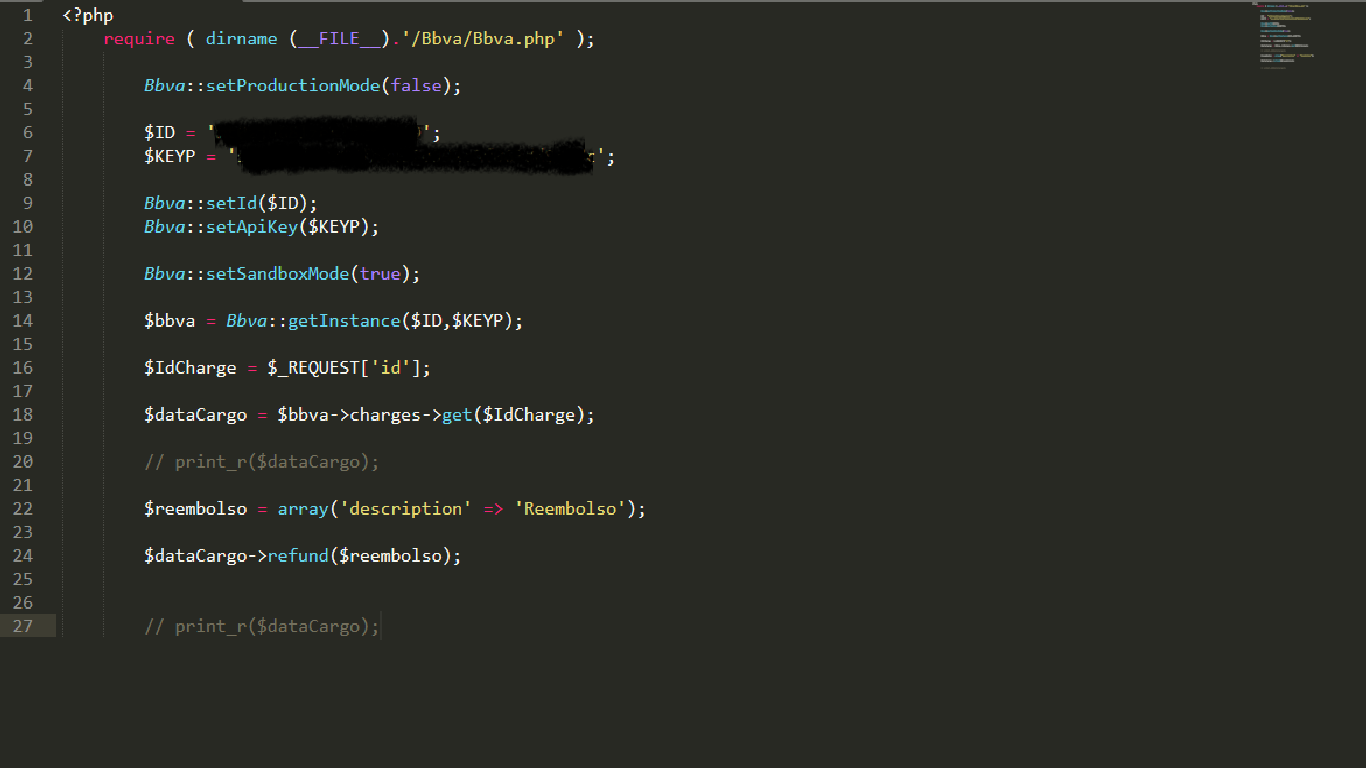 1 <?php
2 require ( dirname (__FILE__).'/Bbva/Bbva.php' );
3
4 Bbva::setProductionMode(false);
5
6 $ID = '';
7 $KEYP = '';
8
9 Bbva::setId($ID);
10 Bbva::setApiKey($KEYP);
11
12 Bbva::setSandboxMode(true);
13
14 $bbva = Bbva::getInstance($ID,$KEYP);
15
16 $IdCharge = $_REQUEST['id'];
17
18 $dataCargo = $bbva->charges->get($IdCharge);
19
20 // print_r($dataCargo);
21
22 $reembolso = array('description' => 'Reembolso');
23
24 $dataCargo->refund($reembolso);
25
26
27 // print_r($dataCargo);